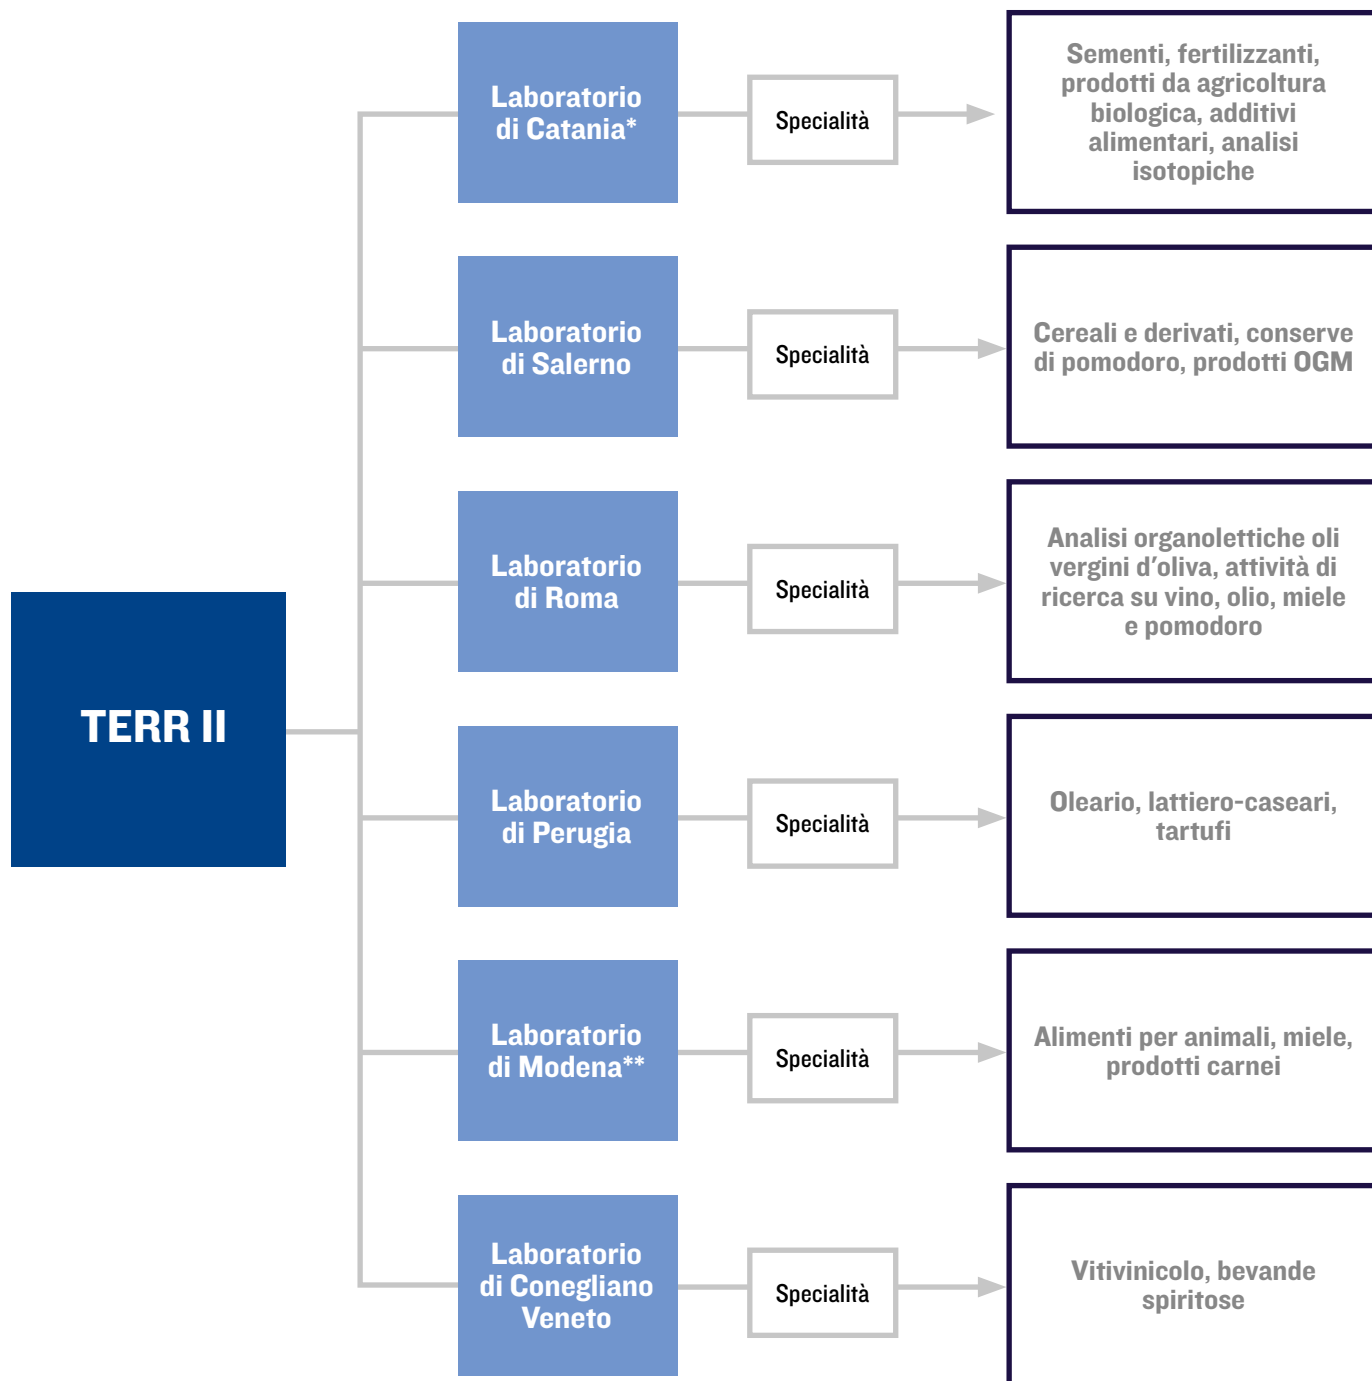 TERR II
Laboratorio
di Catania*
Specialità
Sementi, fertilizzanti,
prodotti da agricoltura
biologica, additivi
alimentari, analisi
isotopiche
Laboratorio
di Salerno
Specialità
Cereali e derivati, conserve
di pomodoro, prodotti OGM
Laboratorio
di Roma
Specialità
Analisi organolettiche oli
vergini d'oliva, attività di
ricerca su vino, olio, miele
e pomodoro
Laboratorio
di Perugia
Specialità
Oleario, lattiero-caseari,
tartufi
Laboratorio
di Modena**
Specialità
Alimenti per animali, miele,
prodotti carnei
Laboratorio
di Conegliano
Veneto
Specialità
Vitivinicolo, bevande
spiritose